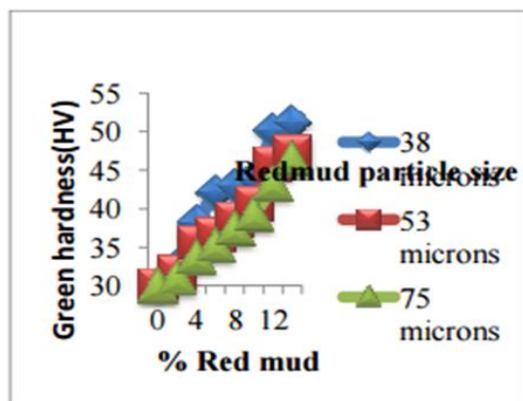 55
50
45
40
35
30
Green hardness(HV)
0 4 8 12
% Red mud
Redmud particle size
38
microns
53
microns
75
microns